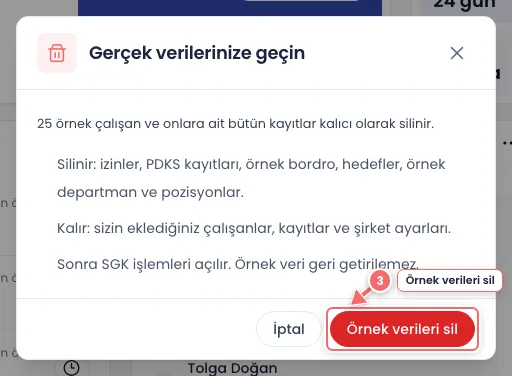 24 gün
Gerçek verilerinize geçin
25 örnek çalışan ve onlara ait bütün kayıtlar kalıcı olarak silinir.
Silinir: izinler, PDKS kayıtları, örnek bordro, hedefler, örnek
departman ve pozisyonlar.
Kalır: sizin eklediğiniz çalışanlar, kayıtlar ve şirket ayarları.
Sonra SGK işlemleri açılır. Örnek veri geri getirilemez.
3 Örnek verileri sil
İptal Örnek verileri sil
Tolga Doğan